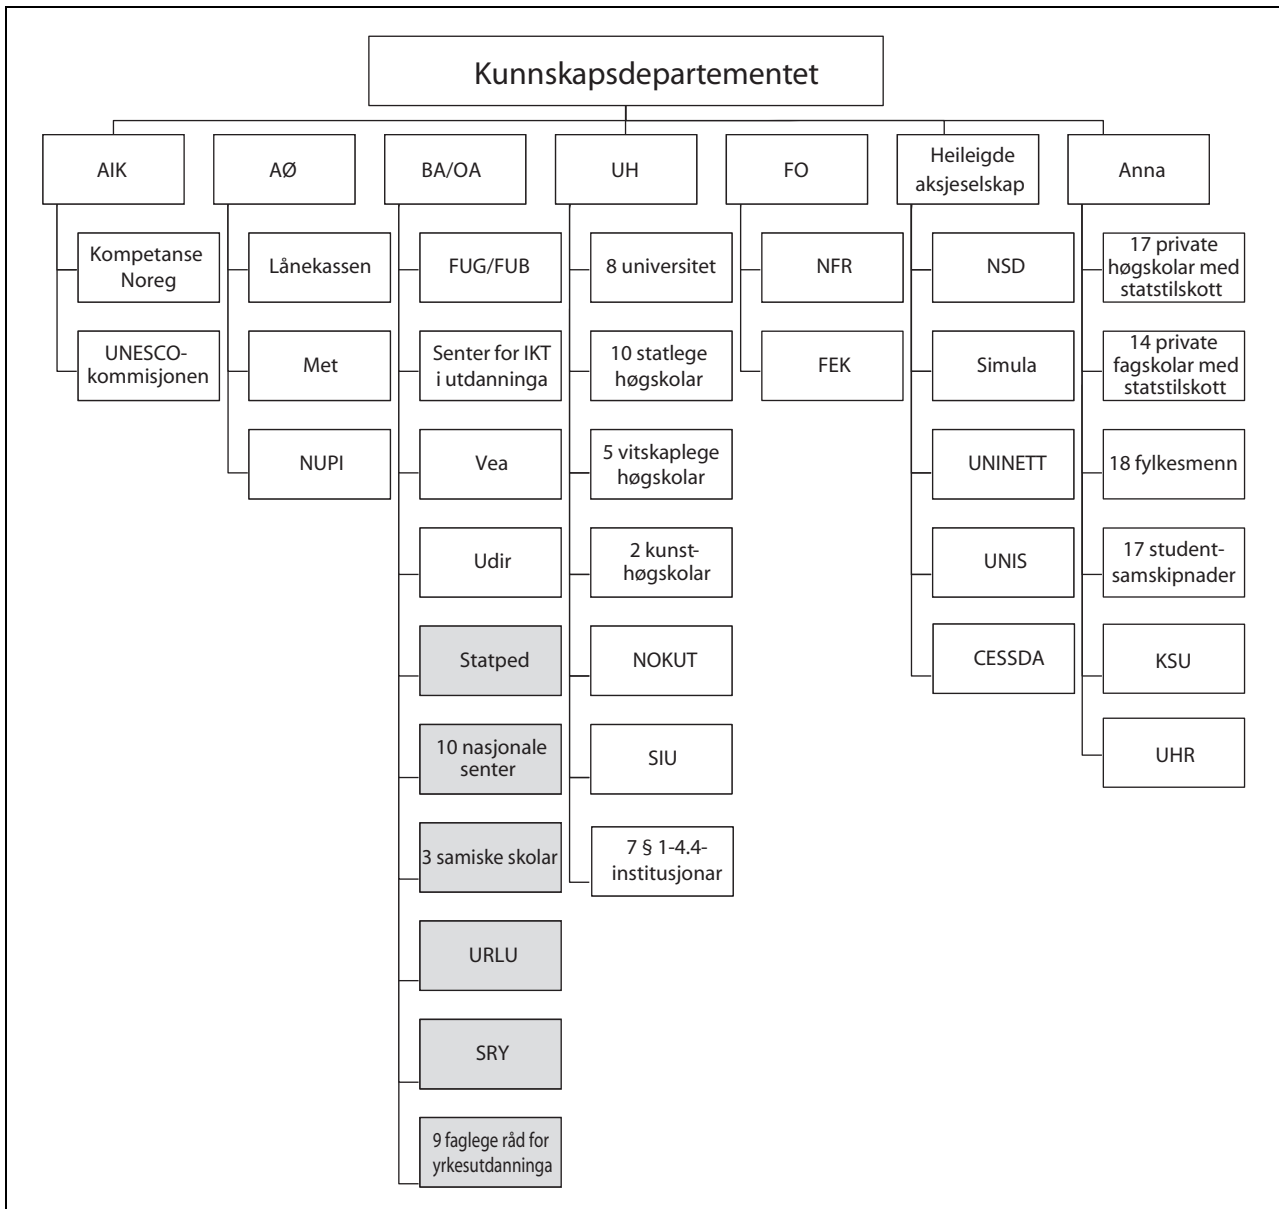 Kunnskapsdepartementet
AIK
AØ
BA/OA
UH
FO
Heileigde
aksjeselskap
Anna
Kompetanse
Noreg
UNESCO-
kommisjonen
Lånekassen
Met
NUPI
FUG/FUB
Senter for IKT
i utdanninga
Vea
Udir
Statped
10 nasjonale
senter
3 samiske skolar
URLU
SRY
9 faglege råd for
yrkesutdanninga
8 universitet
10 statlege
høgskolar
5 vitskaplege
høgskolar
2 kunst-
høgskolar
NOKUT
SIU
7 § 1-4.4-
institusjonar
NFR
FEK
NSD
Simula
UNINETT
UNIS
CESSDA
17 private
høgskolar med
statstilskott
14 private
fagskolar med
statstilskott
18 fylkesmenn
17 student-
samskipnader
KSU
UHR